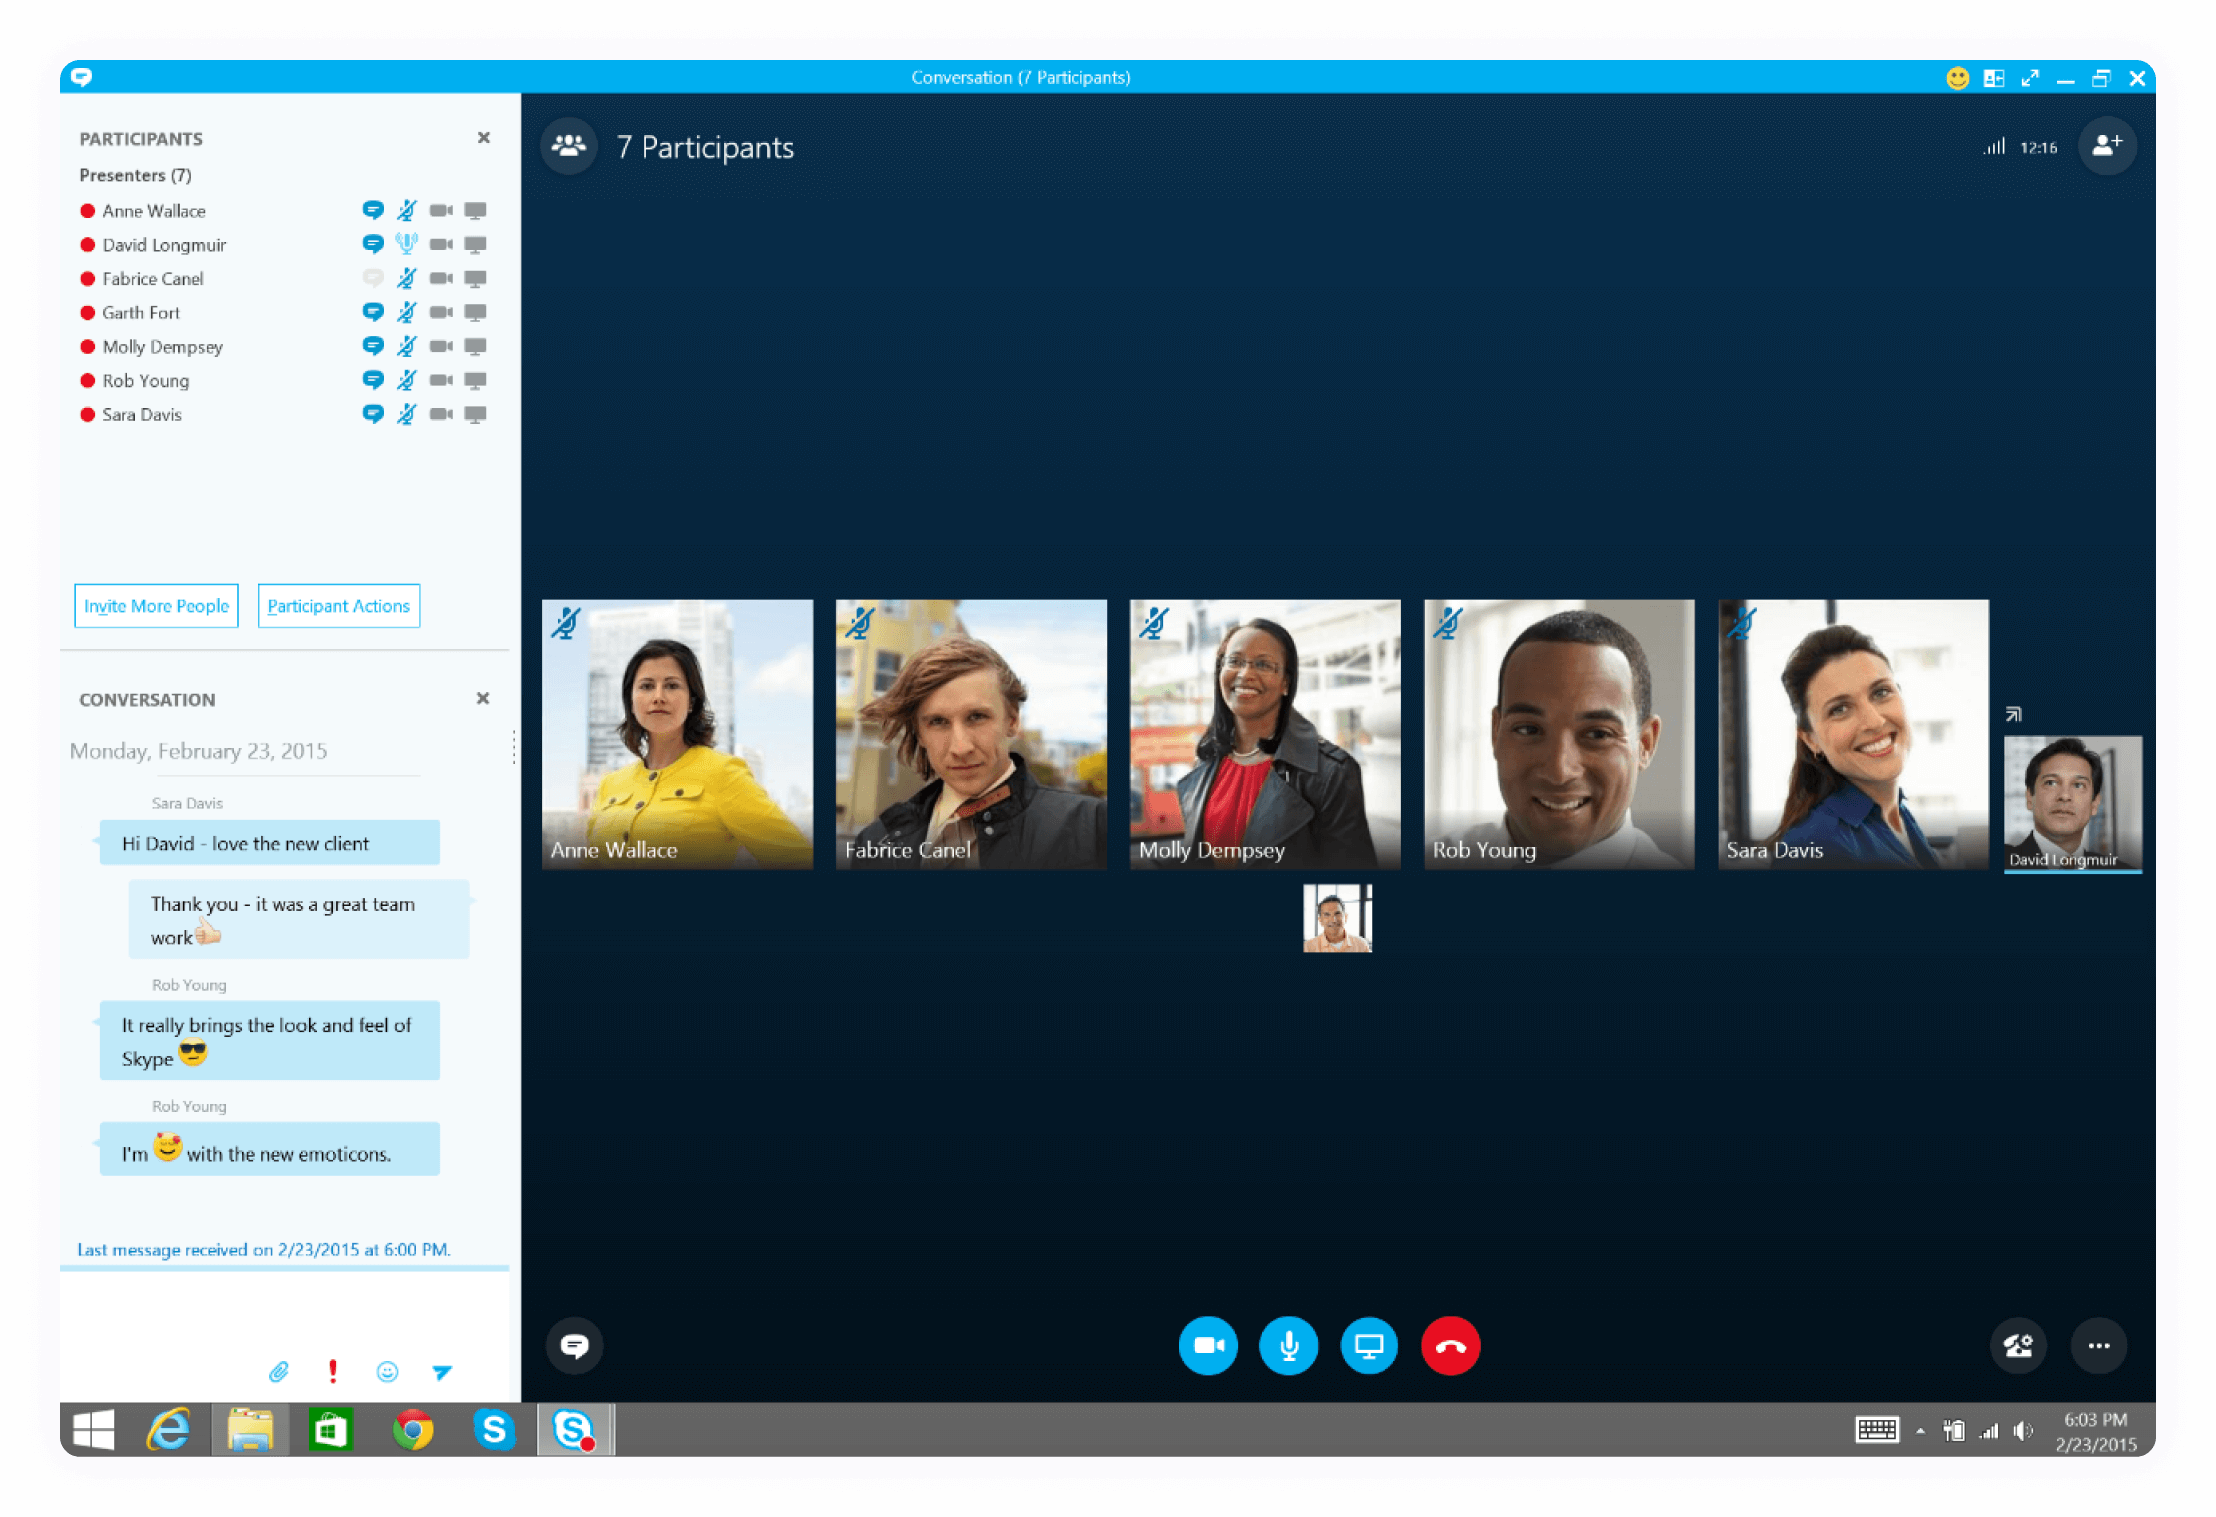 Conversation (7 Participants)
PARTICIPANTS
Presenters (7)
Anne Wallace
David Longmuir
Fabrice Canel
Garth Fort
Molly Dempsey
Rob Young
Sara Davis
Invite More People
Participant Actions
CONVERSATION
Monday, February 23, 2015
Sara Davis
Hi David - love the new client
Thank you - it was a great team
work
Rob Young
It really brings the look and feel of
Skype
Rob Young
I'm with the new emoticons.
Last message received on 2/23/2015 at 6:00 PM.
7 Participants
12:16
Anne Wallace
Fabrice Canel
Molly Dempsey
Rob Young
Sara Davis
David Longmuir
6:03 PM
2/23/2015